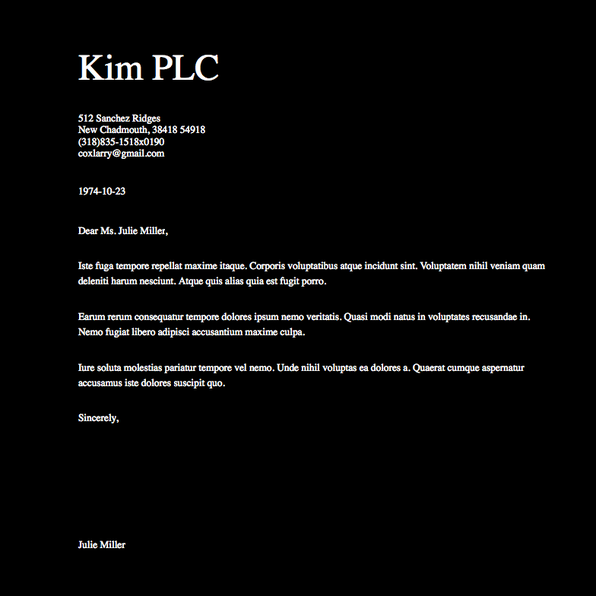 Kim PLC
512 Sanchez Ridges
New Chadmouth, 38418 54918
(318)835-1518x0190
coxlarry@gmail.com
1974-10-23
Dear Ms. Julie Miller,
Iste fuga tempore repellat maxime itaque. Corporis voluptatibus atque incidunt sint. Voluptatem nihil veniam quam
deleniti harum nesciunt. Atque quis alias quia est fugit porro.
Earum rerum consequatur tempore dolores ipsum nemo veritatis. Quasi modi natus in voluptates recusandae in.
Nemo fugiat libero adipisci accusantium maxime culpa.
Iure soluta molestias pariatur tempore vel nemo. Unde nihil voluptas ea dolores a. Quaerat cumque aspernatur
accusamus iste dolores suscipit quo.
Sincerely,
Julie Miller